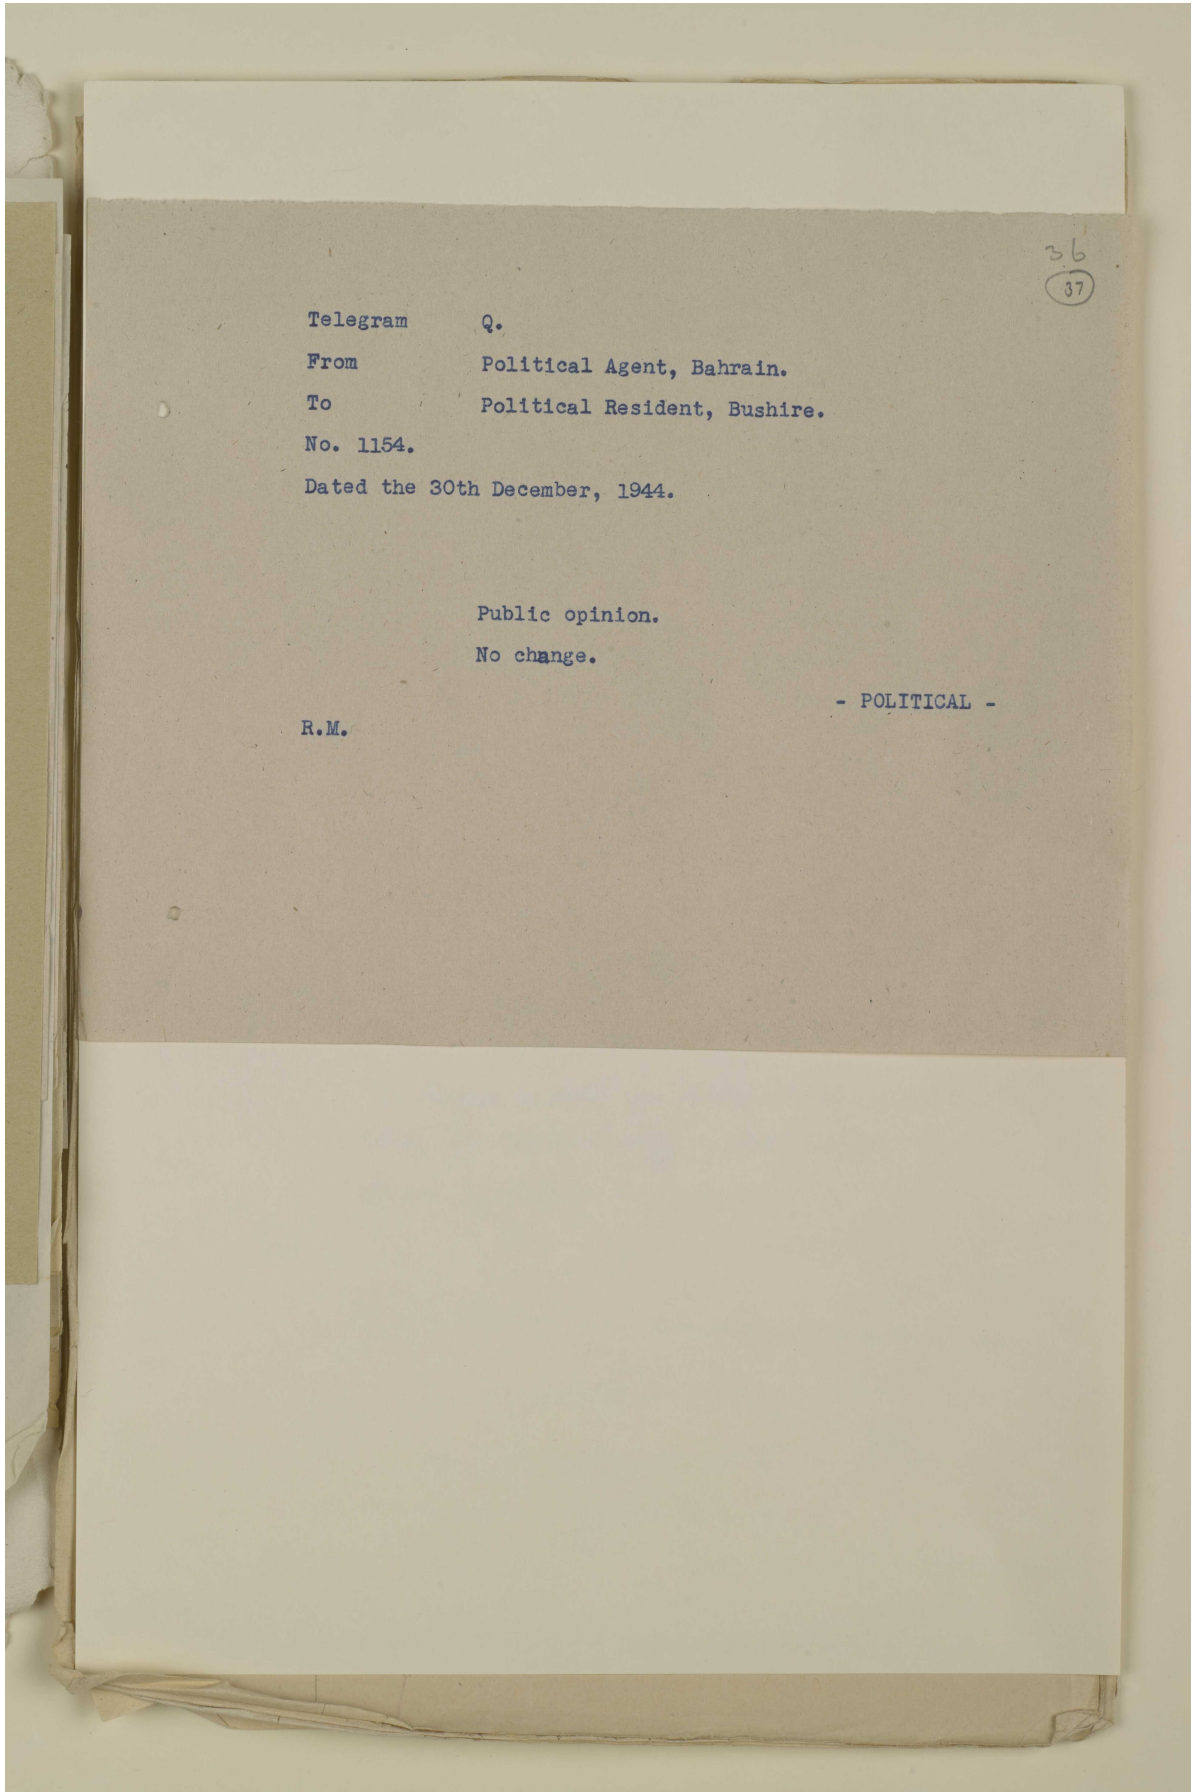 36
37
Telegram Q.
From Political Agent, Bahrain.
To Political Resident, Bushire.
No. 1154.
Dated the 30th December, 1944.
Public opinion.
No change.
- POLITICAL -
R.M.